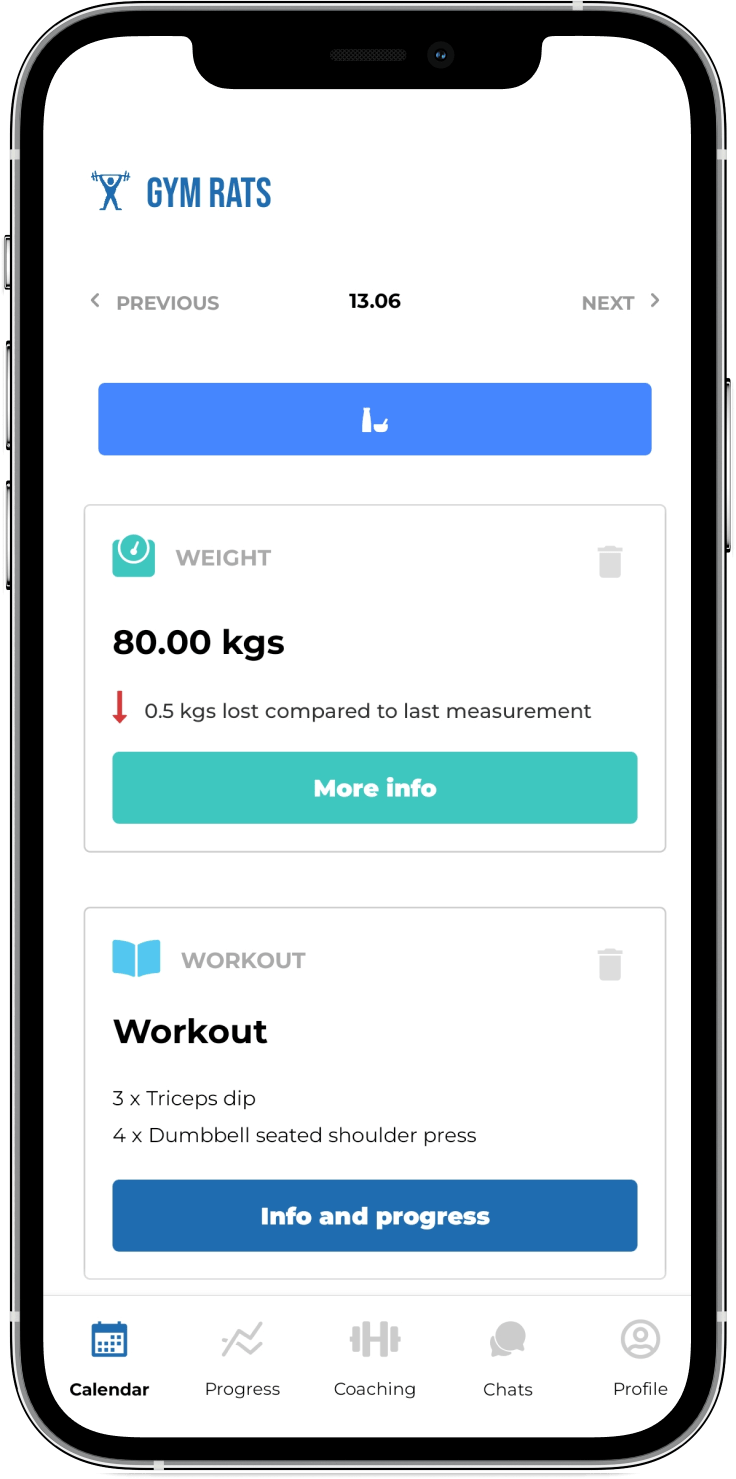 GYM RATS
PREVIOUS 13.06 NEXT
WEIGHT
80.00 kgs
0.5 kgs lost compared to last measurement
More info
WORKOUT
Workout
3 x Triceps dip
4 x Dumbbell seated shoulder press
Info and progress
Calendar Progress Coaching Chats Profile